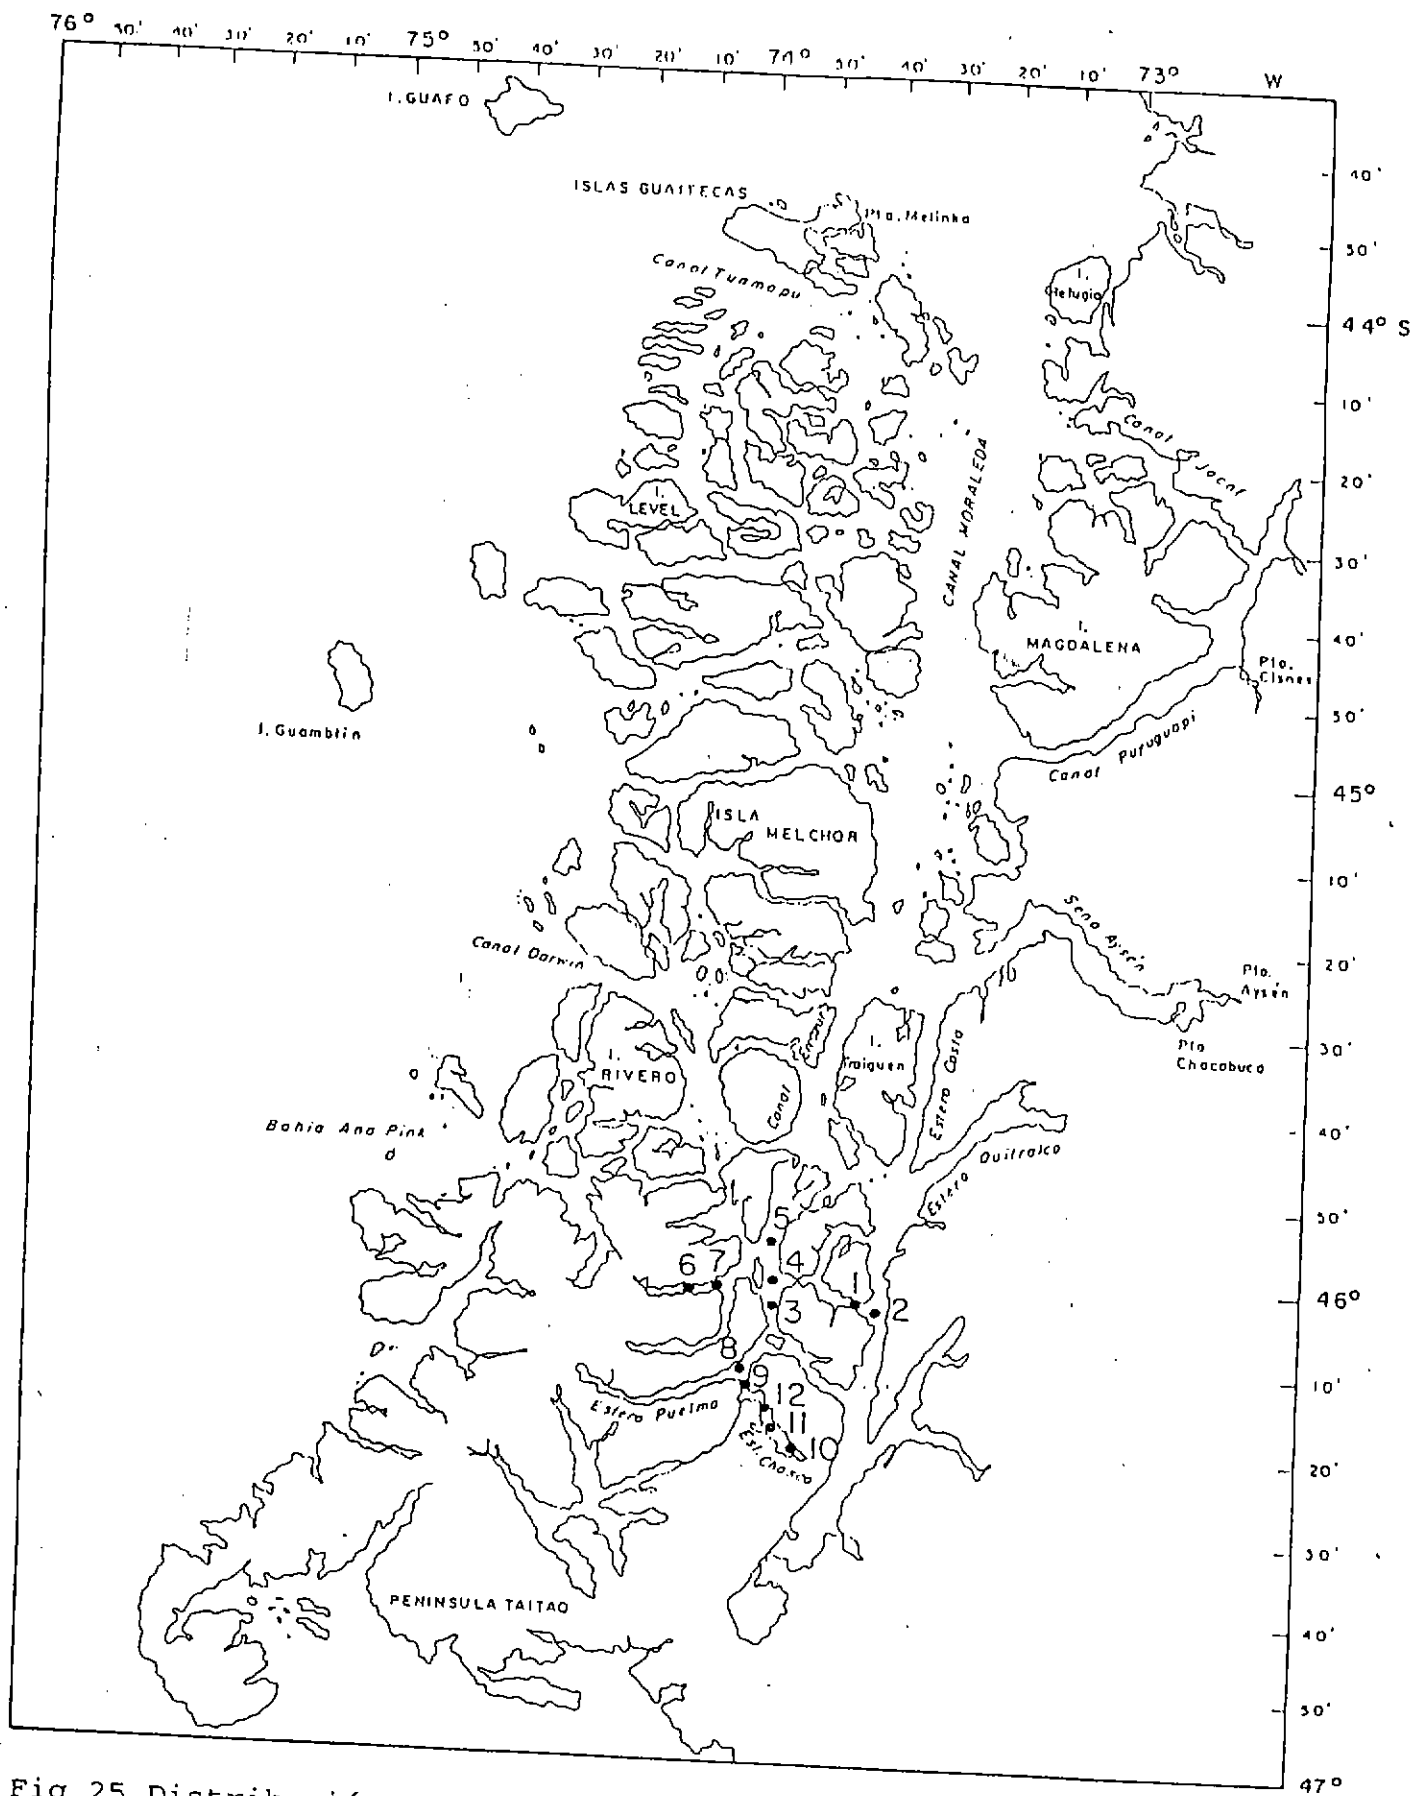 76° 50' 40' 30' 20' 10' 75° 50' 40' 30' 20' 10' 74° 50' 40' 30' 20' 10' 73° W
I. GUAFO
40'
ISLAS GUAITECAS
Pta. Melinka
30'
Canal Tuamapu
I.
Refugio
44° S
10'
Canal Jacaf
CANAL MORALEDA
20'
I.
LEVEL
30'
I.
MAGDALENA
40'
Pto.
Cisnes
I. Guamblin
50'
Canal Puyuguapi
45°
ISLA
MELCHOR
10'
Seno Aysén
Canal Darwin
20'
Pto.
Aysén
I.
RIVERO
Canal
Errázuriz
I.
Traiguen
Estero Costa
30'
Pto
Chacabuco
Bahia Ana Pink
40'
Estero Quitralco
50'
5
6 7 4 1
3 2
46°
8
9
12
11
10
10'
Estero Puelma
Est. Chasco
20'
30'
PENINSULA TAITAO
40'
50'
47°